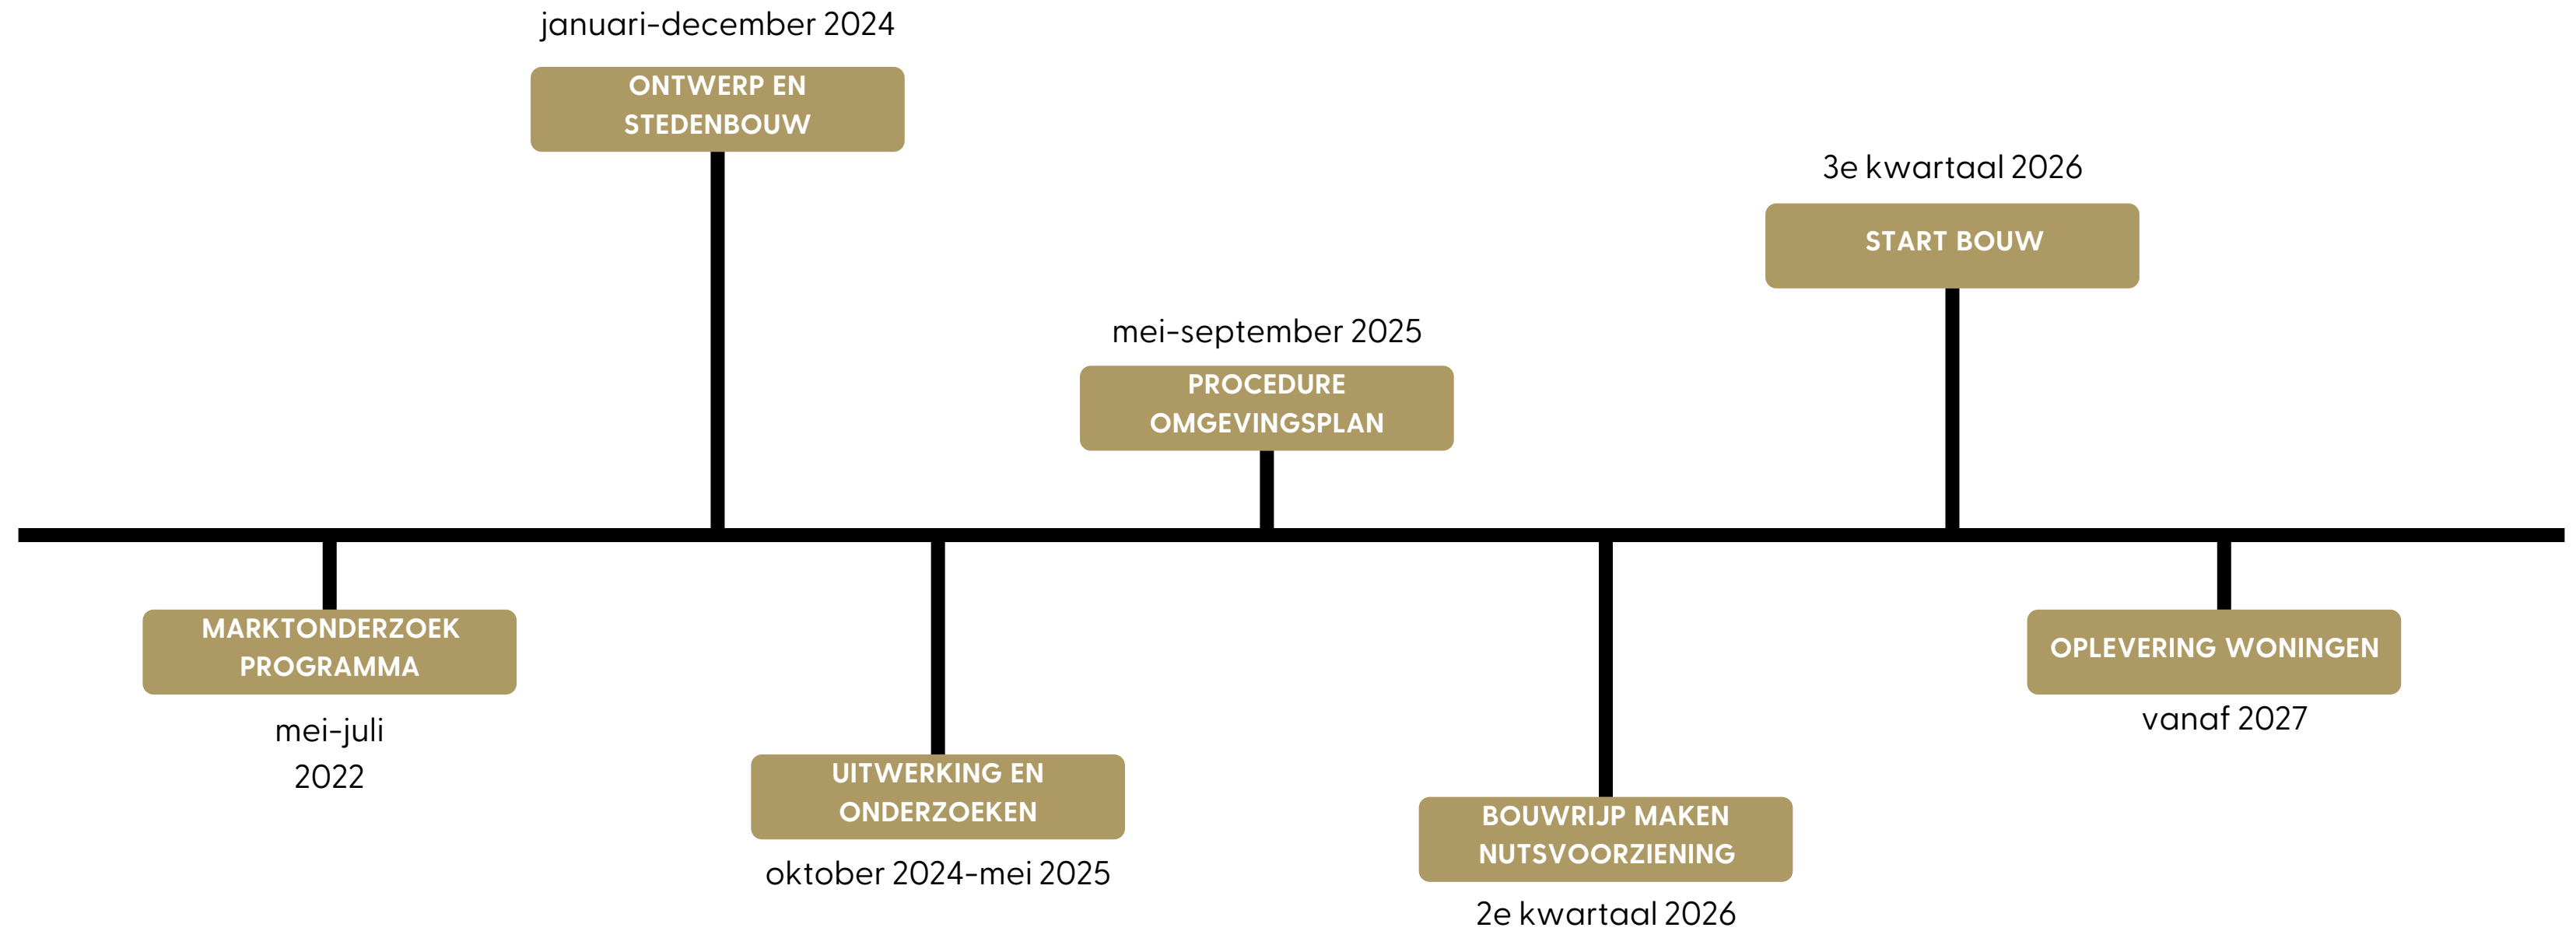 januari-december 2024
ONTWERP EN
STEDENBOUW
3e kwartaal 2026
START BOUW
mei-september 2025
PROCEDURE
OMGEVINGSPLAN
MARKTONDERZOEK
PROGRAMMA
mei-juli
2022
UITWERKING EN
ONDERZOEKEN
oktober 2024-mei 2025
BOUWRIJP MAKEN
NUTSVOORZIENING
2e kwartaal 2026
OPLEVERING WONINGEN
vanaf 2027